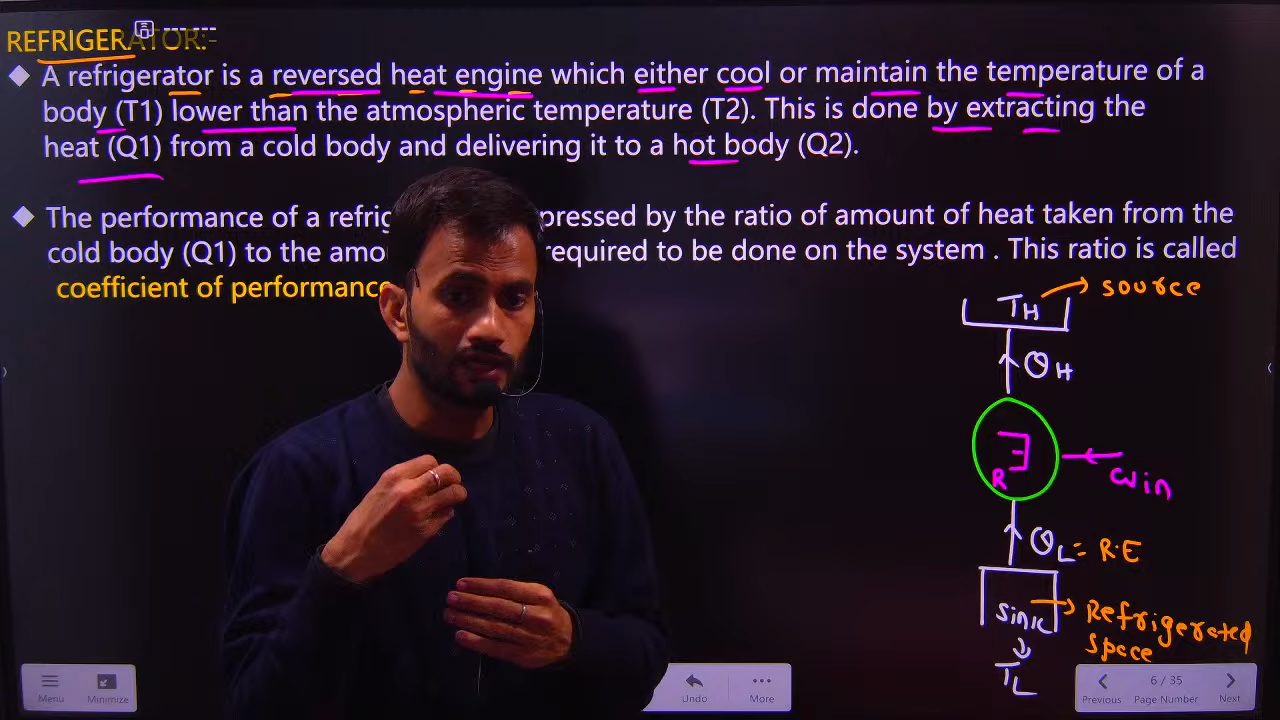 REFRIGERATOR:-
A refrigerator is a reversed heat engine which either cool or maintain the temperature of a
body (T1) lower than the atmospheric temperature (T2). This is done by extracting the
heat (Q1) from a cold body and delivering it to a hot body (Q2).
The performance of a refrig pressed by the ratio of amount of heat taken from the
cold body (Q1) to the amo required to be done on the system . This ratio is called
coefficient of performance
TH source
QH
E
R
Win
QL = R.E
Sink Refrigerated
space
TL
Menu Minimize Undo More Previous 6 / 35 Page Number Next